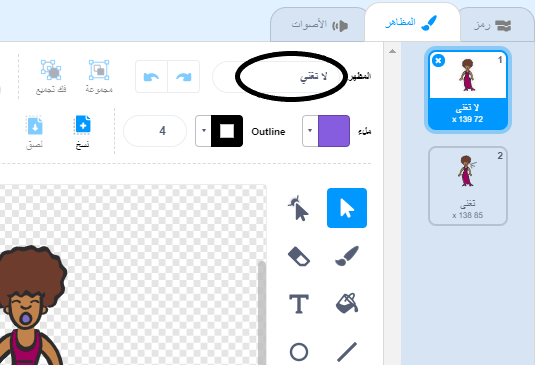 رمز
المظاهر
الأصوات
المظهر
لا تغني
مجموعة
فك تجميع
ملء
Outline
4
نسخ
لصق
1
لا تغني
72 x 139
2
تغني
85 x 138
T